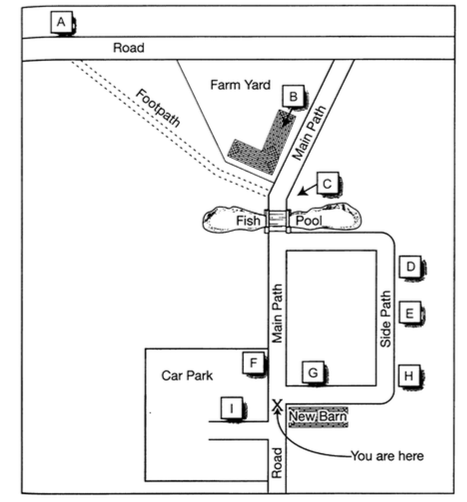 A
Road
Farm Yard
B
Footpath
Main Path
C
Fish
Pool
D
Main Path
Side Path
E
F
G
H
Car Park
I
X
New Barn
You are here
Road